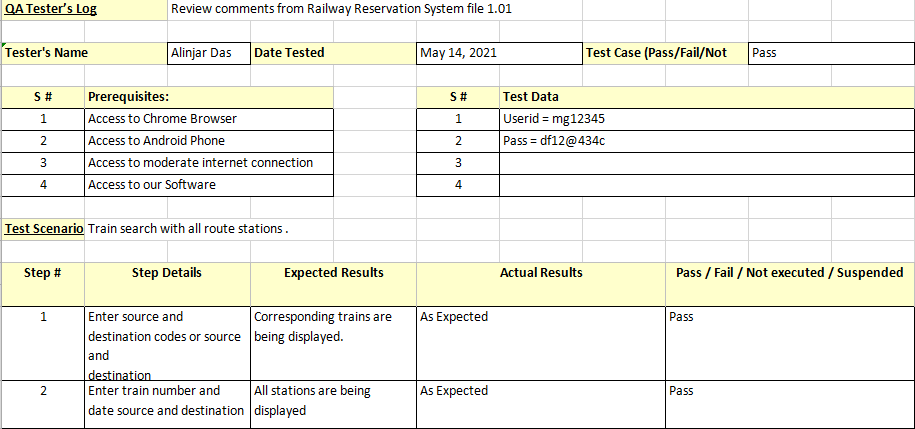 QA Tester's Log Review comments from Railway Reservation System file 1.01
Tester's Name Alinjar Das Date Tested May 14, 2021 Test Case (Pass/Fail/Not Pass
S # Prerequisites: S # Test Data
1 Access to Chrome Browser 1 Userid = mg12345
2 Access to Android Phone 2 Pass = df12@434c
3 Access to moderate internet connection 3
4 Access to our Software 4
Test Scenario Train search with all route stations .
Step # Step Details Expected Results Actual Results Pass / Fail / Not executed / Suspended
1 Enter source and Corresponding trains are As Expected Pass
destination codes or source being displayed.
and
destination
2 Enter train number and All stations are being As Expected Pass
date source and destination displayed